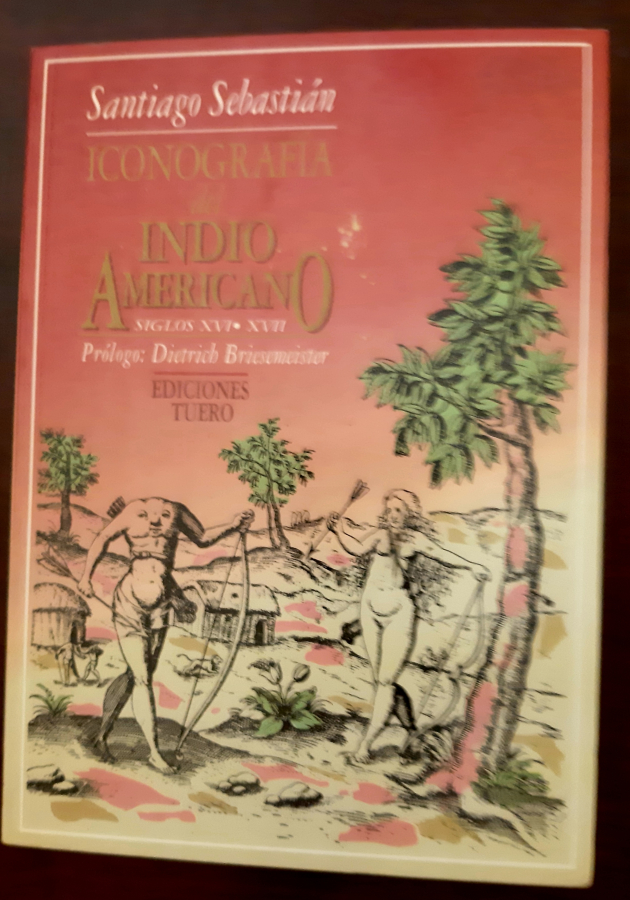 Santiago Sebastián
ICONOGRAFIA
del
INDIO
AMERICANO
SIGLOS XVI • XVII
Prólogo: Dietrich Briesemeister
EDICIONES
TUERO